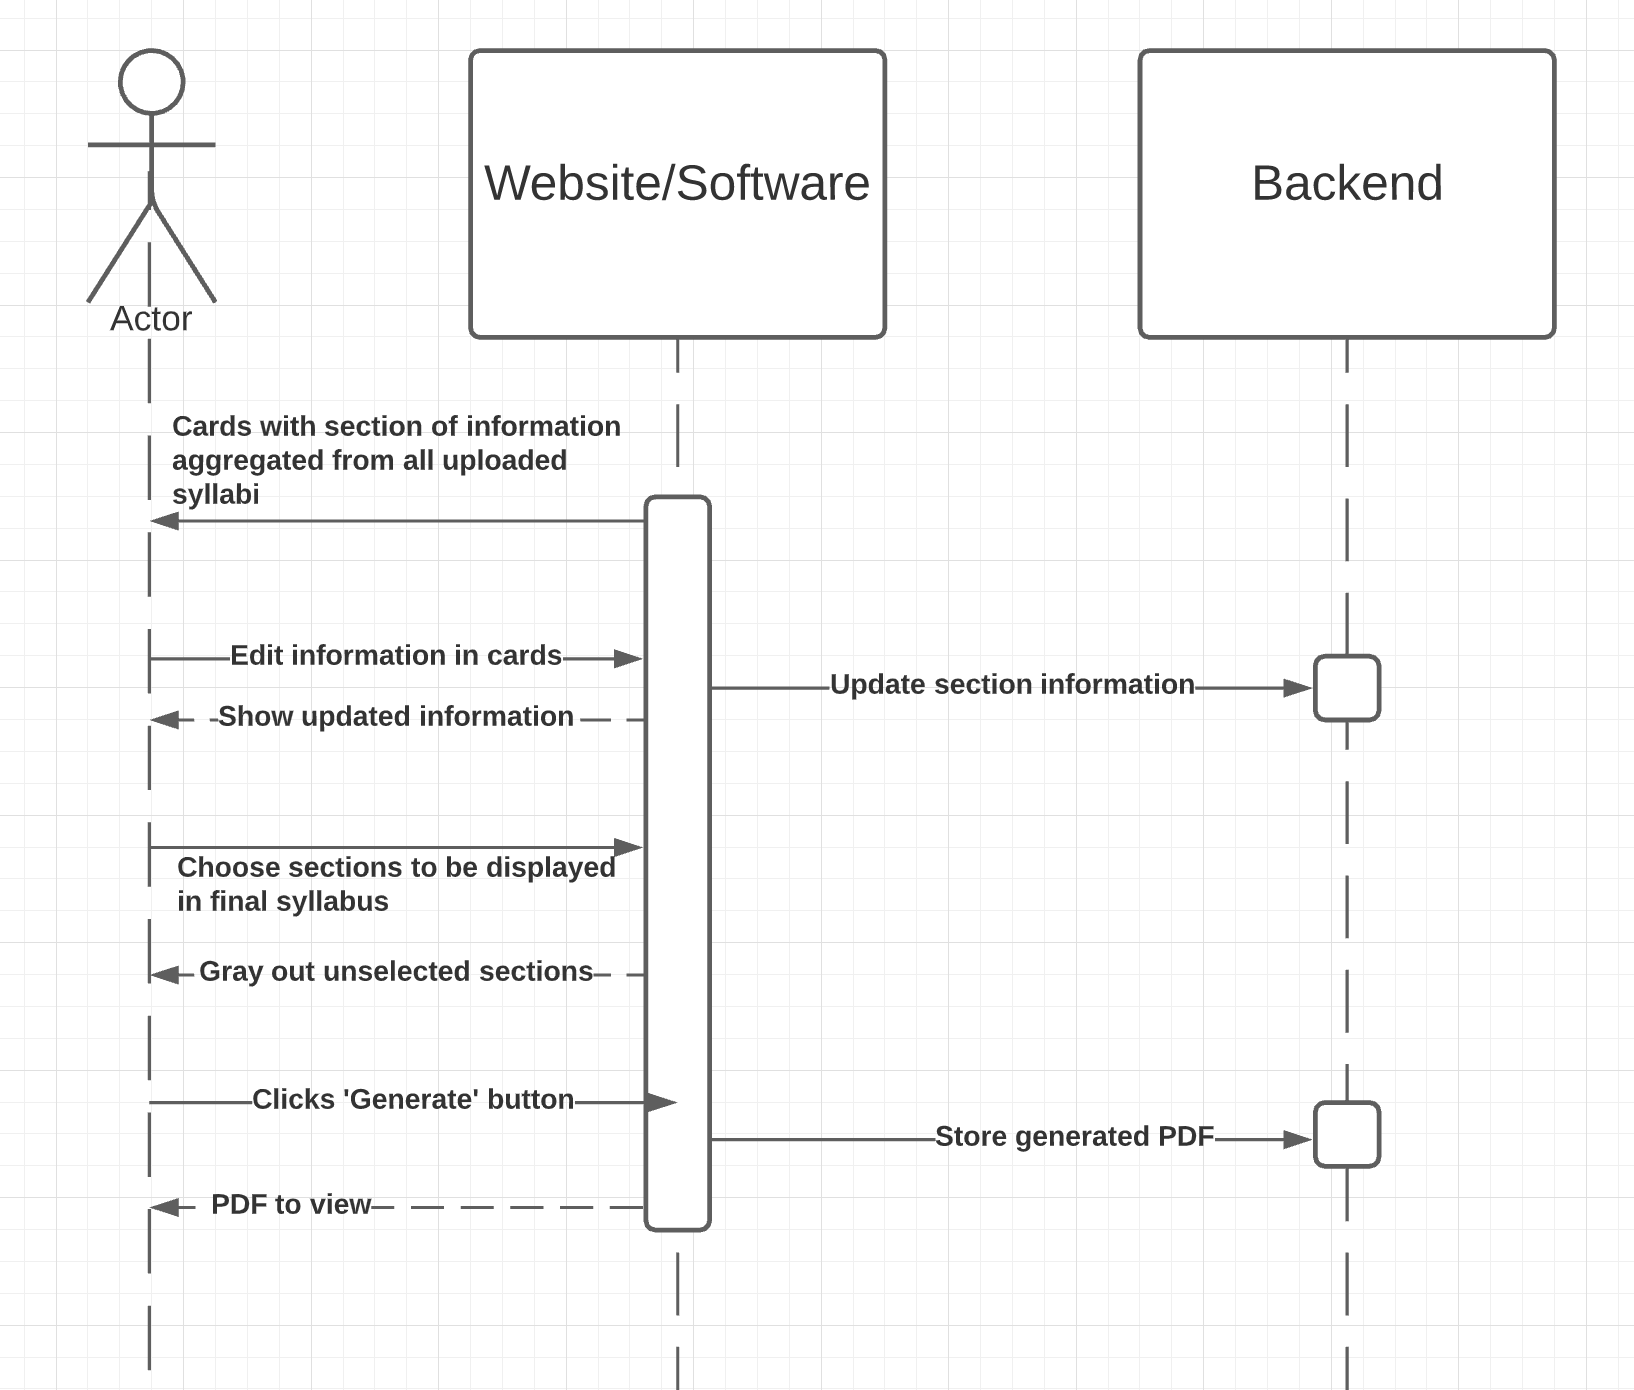 Website/Software
Backend
Actor
Cards with section of information
aggregated from all uploaded
syllabi
Edit information in cards
Update section information
Show updated information
Choose sections to be displayed
in final syllabus
Gray out unselected sections
Clicks 'Generate' button
Store generated PDF
PDF to view